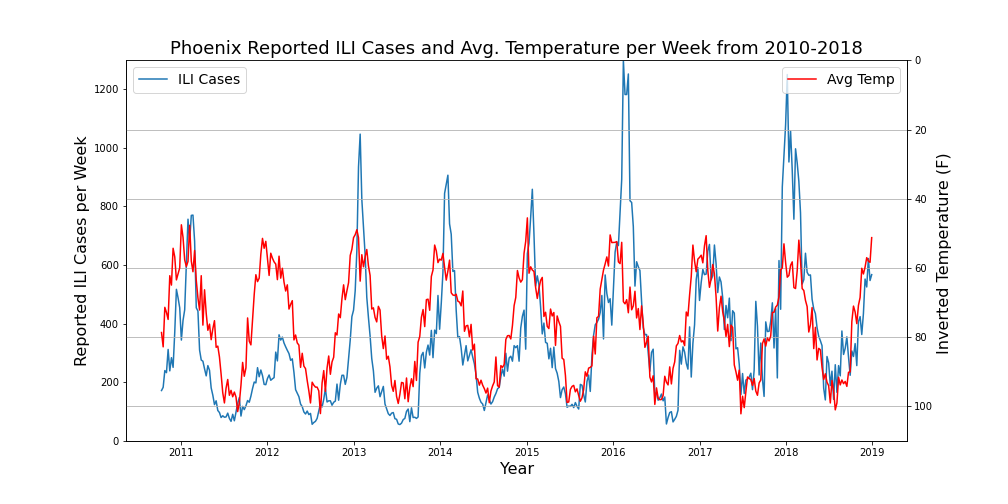 Phoenix Reported ILI Cases and Avg. Temperature per Week from 2010-2018
ILI Cases
Avg Temp
Reported ILI Cases per Week
1200
1000
800
600
400
200
0
0
20
40
60
80
100
Inverted Temperature (F)
2011 2012 2013 2014 2015 2016 2017 2018 2019
Year